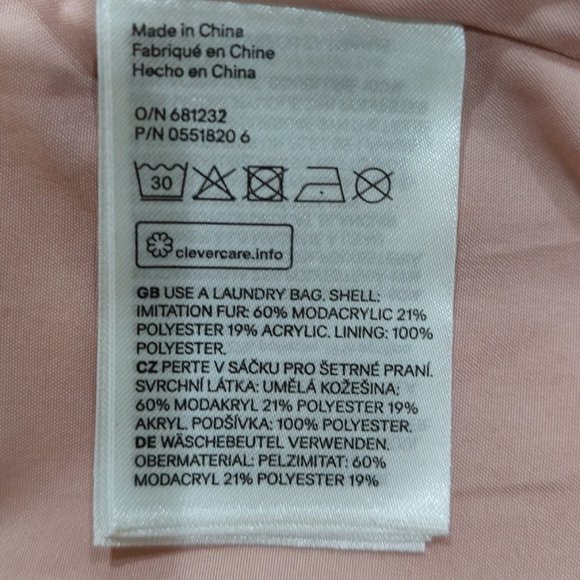 Made in China
Fabriqué en Chine
Hecho en China
O/N 681232
P/N 0551820 6
30
clevercare.info
GB USE A LAUNDRY BAG. SHELL:
IMITATION FUR: 60% MODACRYLIC 21%
POLYESTER 19% ACRYLIC. LINING: 100%
POLYESTER.
CZ PERTE V SÁČKU PRO ŠETRNÉ PRANÍ.
SVRCHNÍ LÁTKA: UMĚLÁ KOŽEŠINA:
60% MODAKRYL 21% POLYESTER 19%
AKRYL. PODŠÍVKA: 100% POLYESTER.
DE WÄSCHEBEUTEL VERWENDEN.
OBERMATERIAL: PELZIMITAT: 60%
MODACRYL 21% POLYESTER 19%